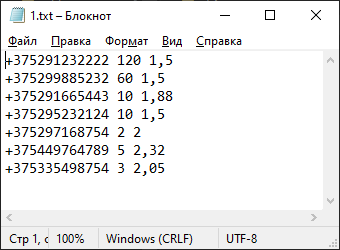 1.txt – Блокнот
Файл Правка Формат Вид Справка
+375291232222 120 1,5
+375299885232 60 1,5
+375291665443 10 1,88
+375295232124 10 1,5
+375297168754 2 2
+375449764789 5 2,32
+375335498754 3 2,05
Стр 1, с 100% Windows (CRLF) UTF-8